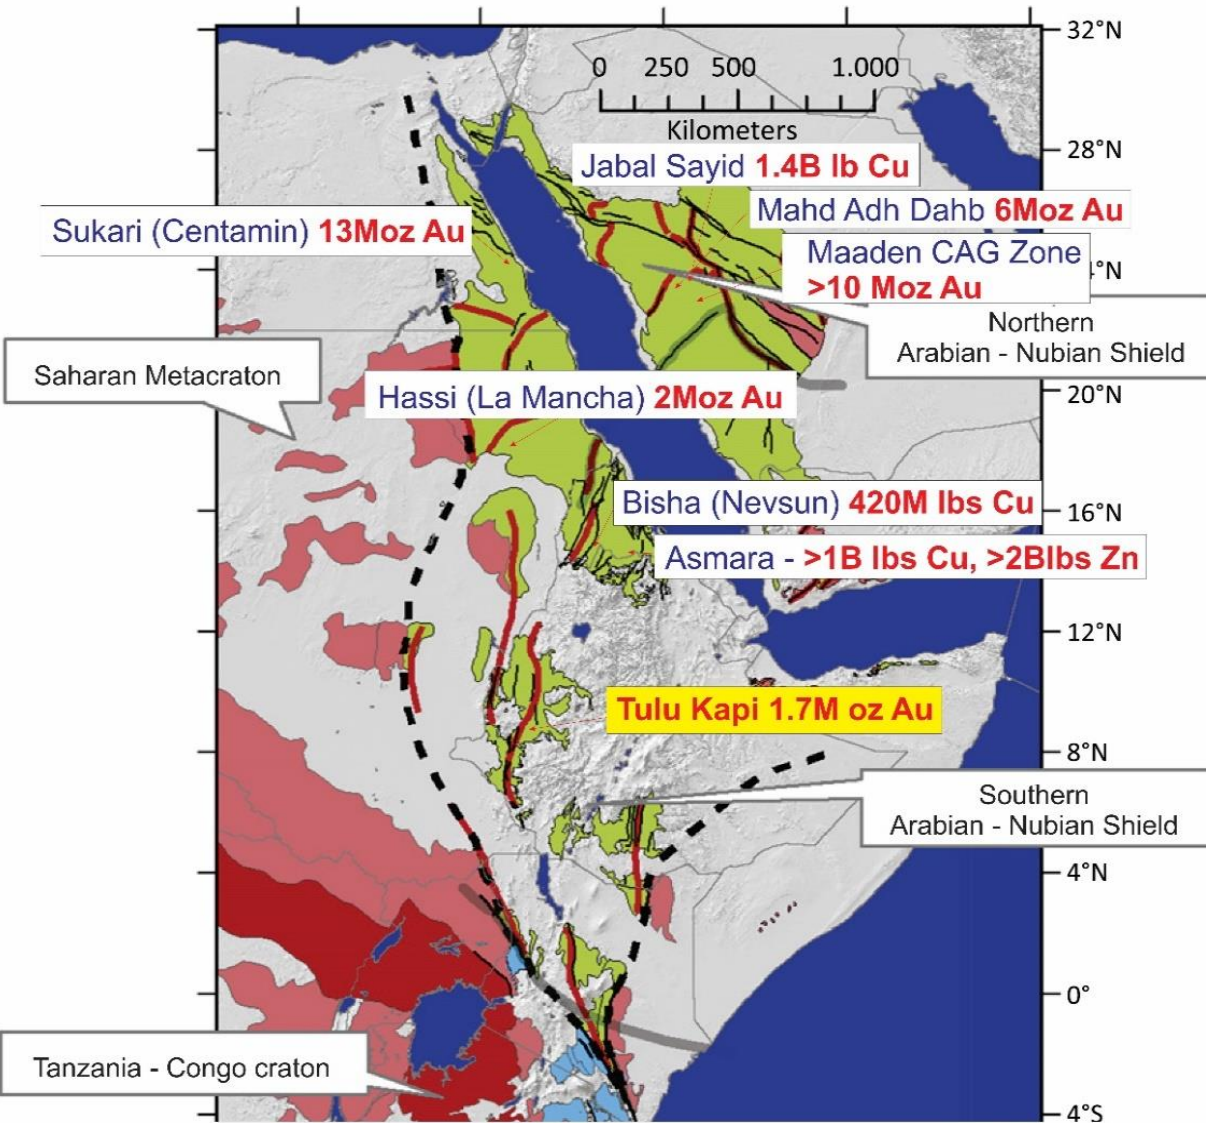 32°N
0 250 500 1.000
Kilometers
28°N
Jabal Sayid 1.4B lb Cu
Mahd Adh Dahb 6Moz Au
Sukari (Centamin) 13Moz Au
Maaden CAG Zone
>10 Moz Au
4°N
Northern
Arabian - Nubian Shield
Saharan Metacraton
20°N
Hassi (La Mancha) 2Moz Au
Bisha (Nevsun) 420M lbs Cu
16°N
Asmara - >1B lbs Cu, >2Blbs Zn
12°N
Tulu Kapi 1.7M oz Au
8°N
Southern
Arabian - Nubian Shield
4°N
0°
Tanzania - Congo craton
4°S